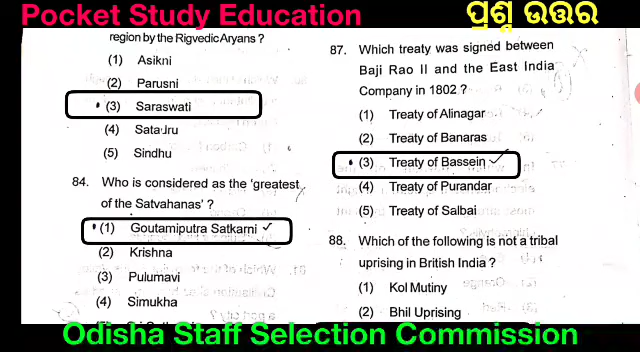 Pocket Study Education
ପ୍ରଶ୍ନ ଉତ୍ତର
region by the Rigvedic Aryans ?
(1) Asikni
(2) Parusni
(3) Saraswati
(4) Satadru
(5) Sindhu
84. Who is considered as the 'greatest
of the Satvahanas' ?
(1) Goutamiputra Satkarni
(2) Krishna
(3) Pulumavi
(4) Simukha
87. Which treaty was signed between
Baji Rao II and the East India
Company in 1802 ?
(1) Treaty of Alinagar
(2) Treaty of Banaras
(3) Treaty of Bassein
(4) Treaty of Purandar
(5) Treaty of Salbai
88. Which of the following is not a tribal
uprising in British India ?
(1) Kol Mutiny
(2) Bhil Uprising
Odisha Staff Selection Commission